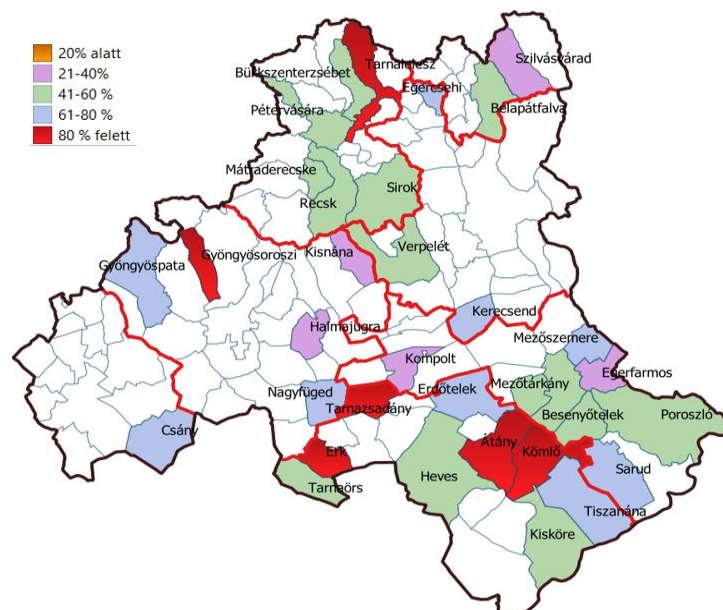 20% alatt
21-40%
41-60 %
61-80 %
80 % felett
Szilvásvárad
Tarnalelesz
Bükkszenterzsébet
Egercsehi
Bélapátfalva
Pétervására
Mátraderecske
Sirok
Recsk
Verpelét
Kisnána
Gyöngyösoroszi
Gyöngyöspata
Kerecsend
Halmajugra
Mezőszemere
Kompolt
Egerfarmos
Mezőtárkány
Erdőtelek
Nagyfüged
Tarnazsadány
Besenyőtelek
Poroszló
Csány
Átány
Kömlő
Erk
Sarud
Heves
Tarnaörs
Tiszanána
Kisköre